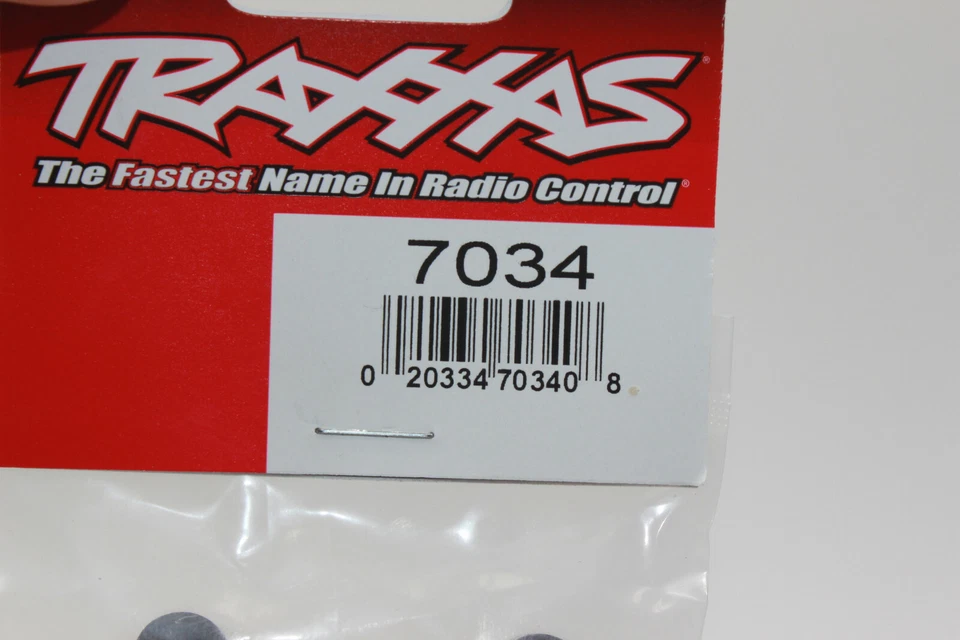 TRAXXAS®
The Fastest Name In Radio Control®
7034
0 20334 70340 8